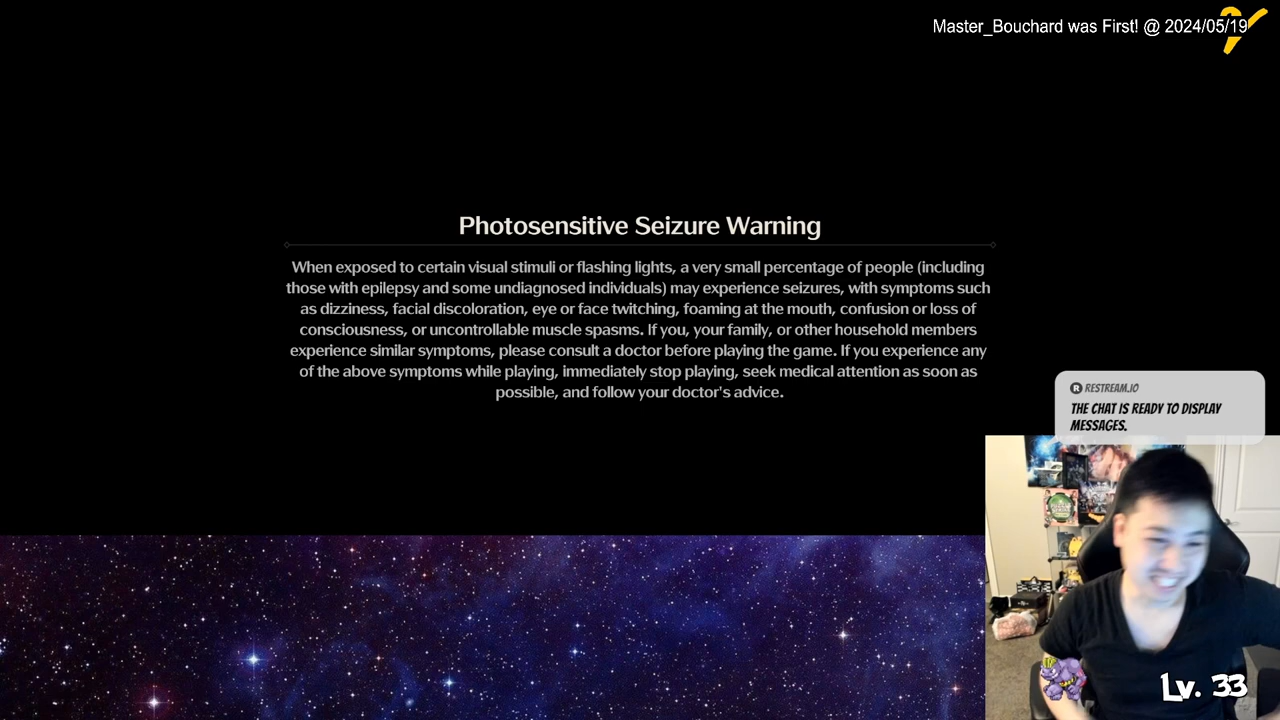 Master_Bouchard was First! @ 2024/05/19
Photosensitive Seizure Warning
When exposed to certain visual stimuli or flashing lights, a very small percentage of people (including
those with epilepsy and some undiagnosed individuals) may experience seizures, with symptoms such
as dizziness, facial discoloration, eye or face twitching, foaming at the mouth, confusion or loss of
consciousness, or uncontrollable muscle spasms. If you, your family, or other household members
experience similar symptoms, please consult a doctor before playing the game. If you experience any
of the above symptoms while playing, immediately stop playing, seek medical attention as soon as
possible, and follow your doctor's advice.
R RESTREAM.IO
THE CHAT IS READY TO DISPLAY
MESSAGES.
Lv. 33